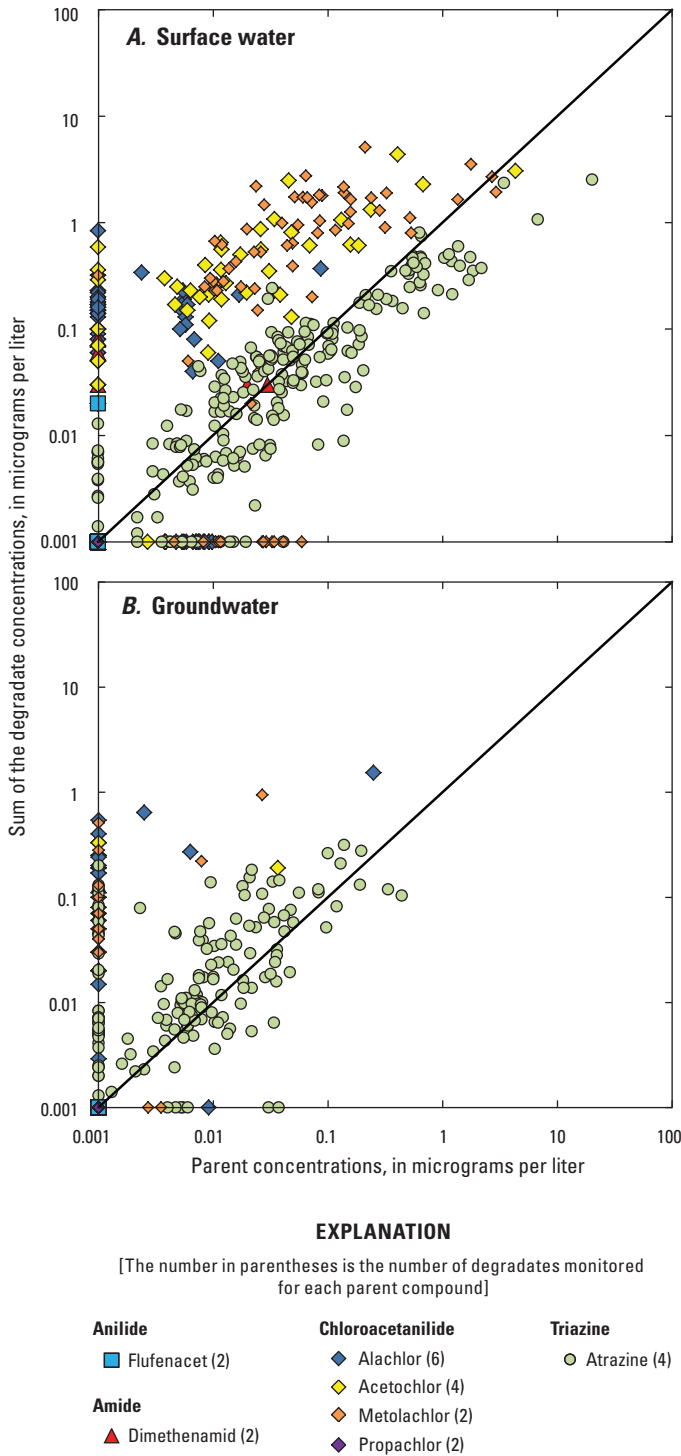 100
A. Surface water
10
1
0.1
0.01
0.001
100
B. Groundwater
10
1
0.1
0.01
0.001
0.001 0.01 0.1 1 10 100
Sum of the degradate concentrations, in micrograms per liter
Parent concentrations, in micrograms per liter
EXPLANATION
[The number in parentheses is the number of degradates monitored
for each parent compound]
Anilide
Flufenacet (2)
Amide
Dimethenamid (2)
Chloroacetanilide
Alachlor (6)
Acetochlor (4)
Metolachlor (2)
Propachlor (2)
Triazine
Atrazine (4)